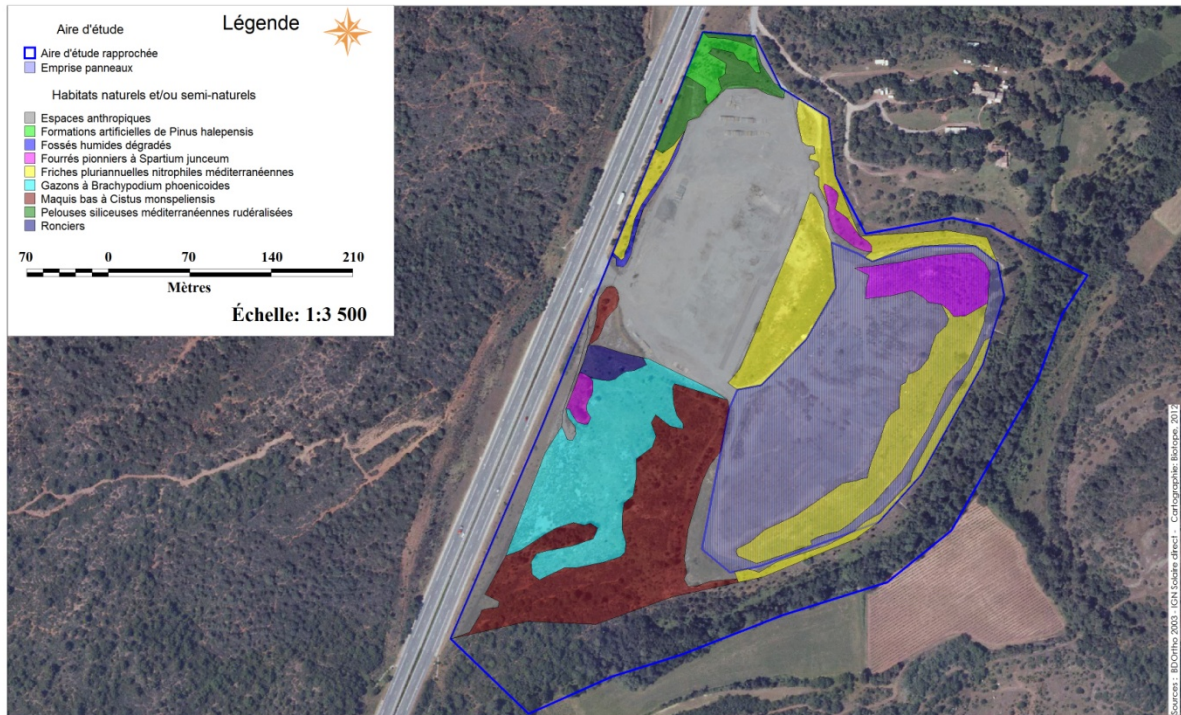 Légende
Aire d'étude
Aire d'étude rapprochée
Emprise panneaux
Habitats naturels et/ou semi-naturels
Espaces anthropiques
Formations artificielles de Pinus halepensis
Fossés humides dégradés
Fourrés pionniers à Spartium junceum
Friches pluriannuelles nitrophiles méditerranéennes
Gazons à Brachypodium phoenicoides
Maquis bas à Cistus monspeliensis
Pelouses siliceuses méditerranéennes rudéralisées
Ronciers
70 0 70 140 210
Mètres
Échelle: 1:3 500
Sources : BDOrtho 2003 - IGN Solaire direct - Cartographie: Biotope, 2012